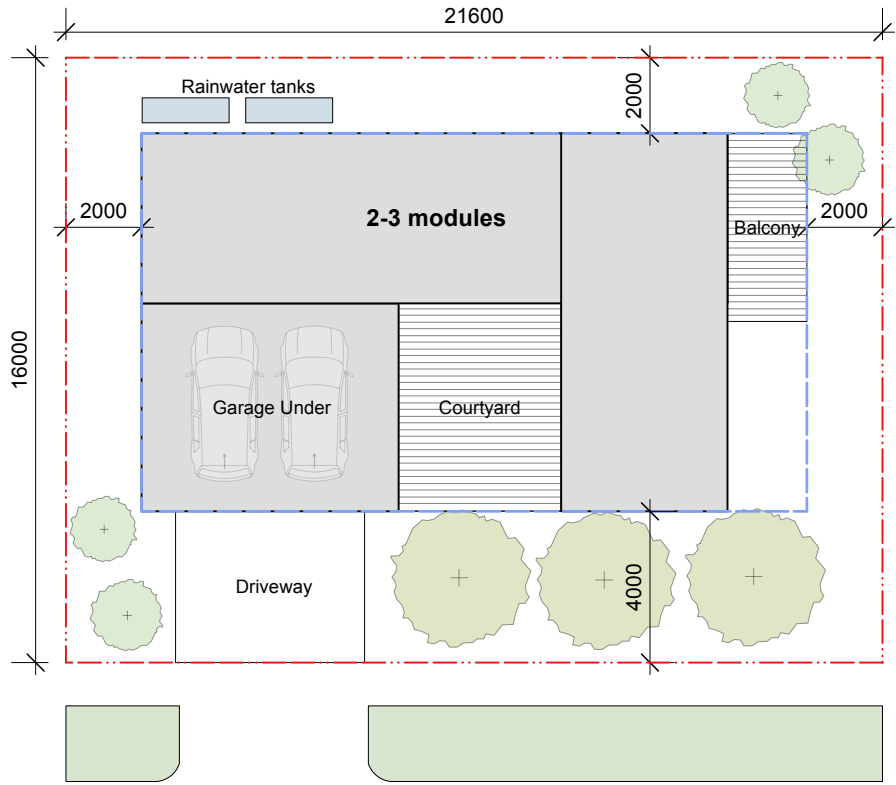 21600
Rainwater tanks
2000
2-3 modules
2000
Balcony
2000
16000
Garage Under
Courtyard
Driveway
4000